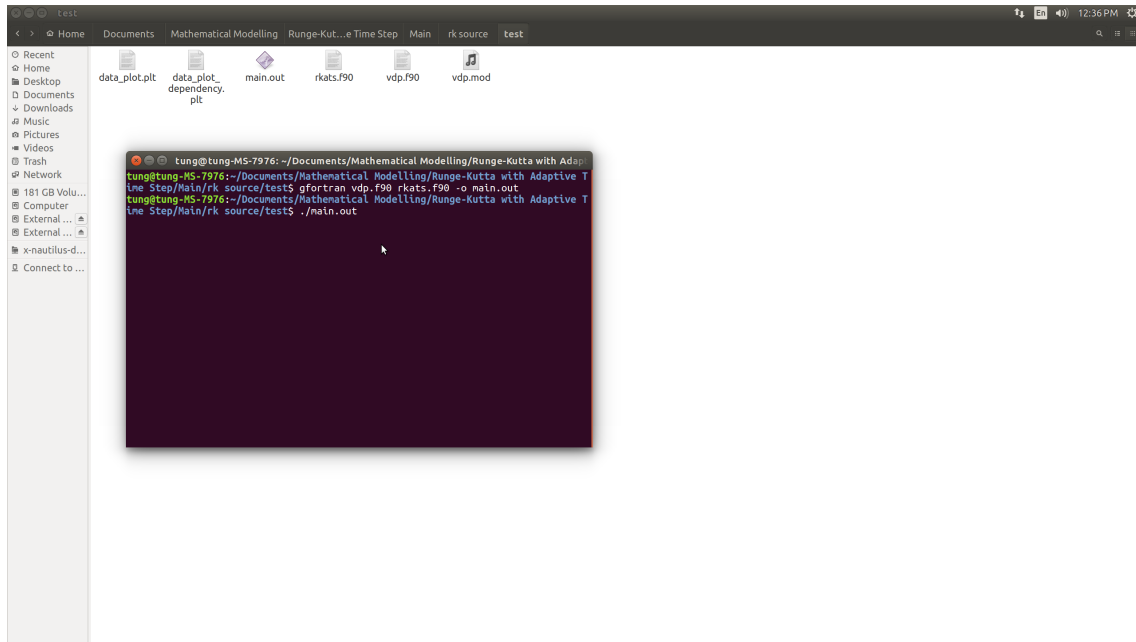 test
En 12:36 PM
Home Documents Mathematical Modelling Runge-Kut...e Time Step Main rk source test
Recent
Home
Desktop
Documents
Downloads
Music
Pictures
Videos
Trash
Network
181 GB Volu...
Computer
External ...
External ...
x-nautilus-d...
Connect to ...
data_plot.plt
data_plot_
dependency.
plt
main.out
rkats.f90
vdp.f90
vdp.mod
tung@tung-MS-7976: ~/Documents/Mathematical Modelling/Runge-Kutta with Adap
tung@tung-MS-7976:~/Documents/Mathematical Modelling/Runge-Kutta with Adaptive T
ime Step/Main/rk source/test$ gfortran vdp.f90 rkats.f90 -o main.out
tung@tung-MS-7976:~/Documents/Mathematical Modelling/Runge-Kutta with Adaptive T
ime Step/Main/rk source/test$ ./main.out